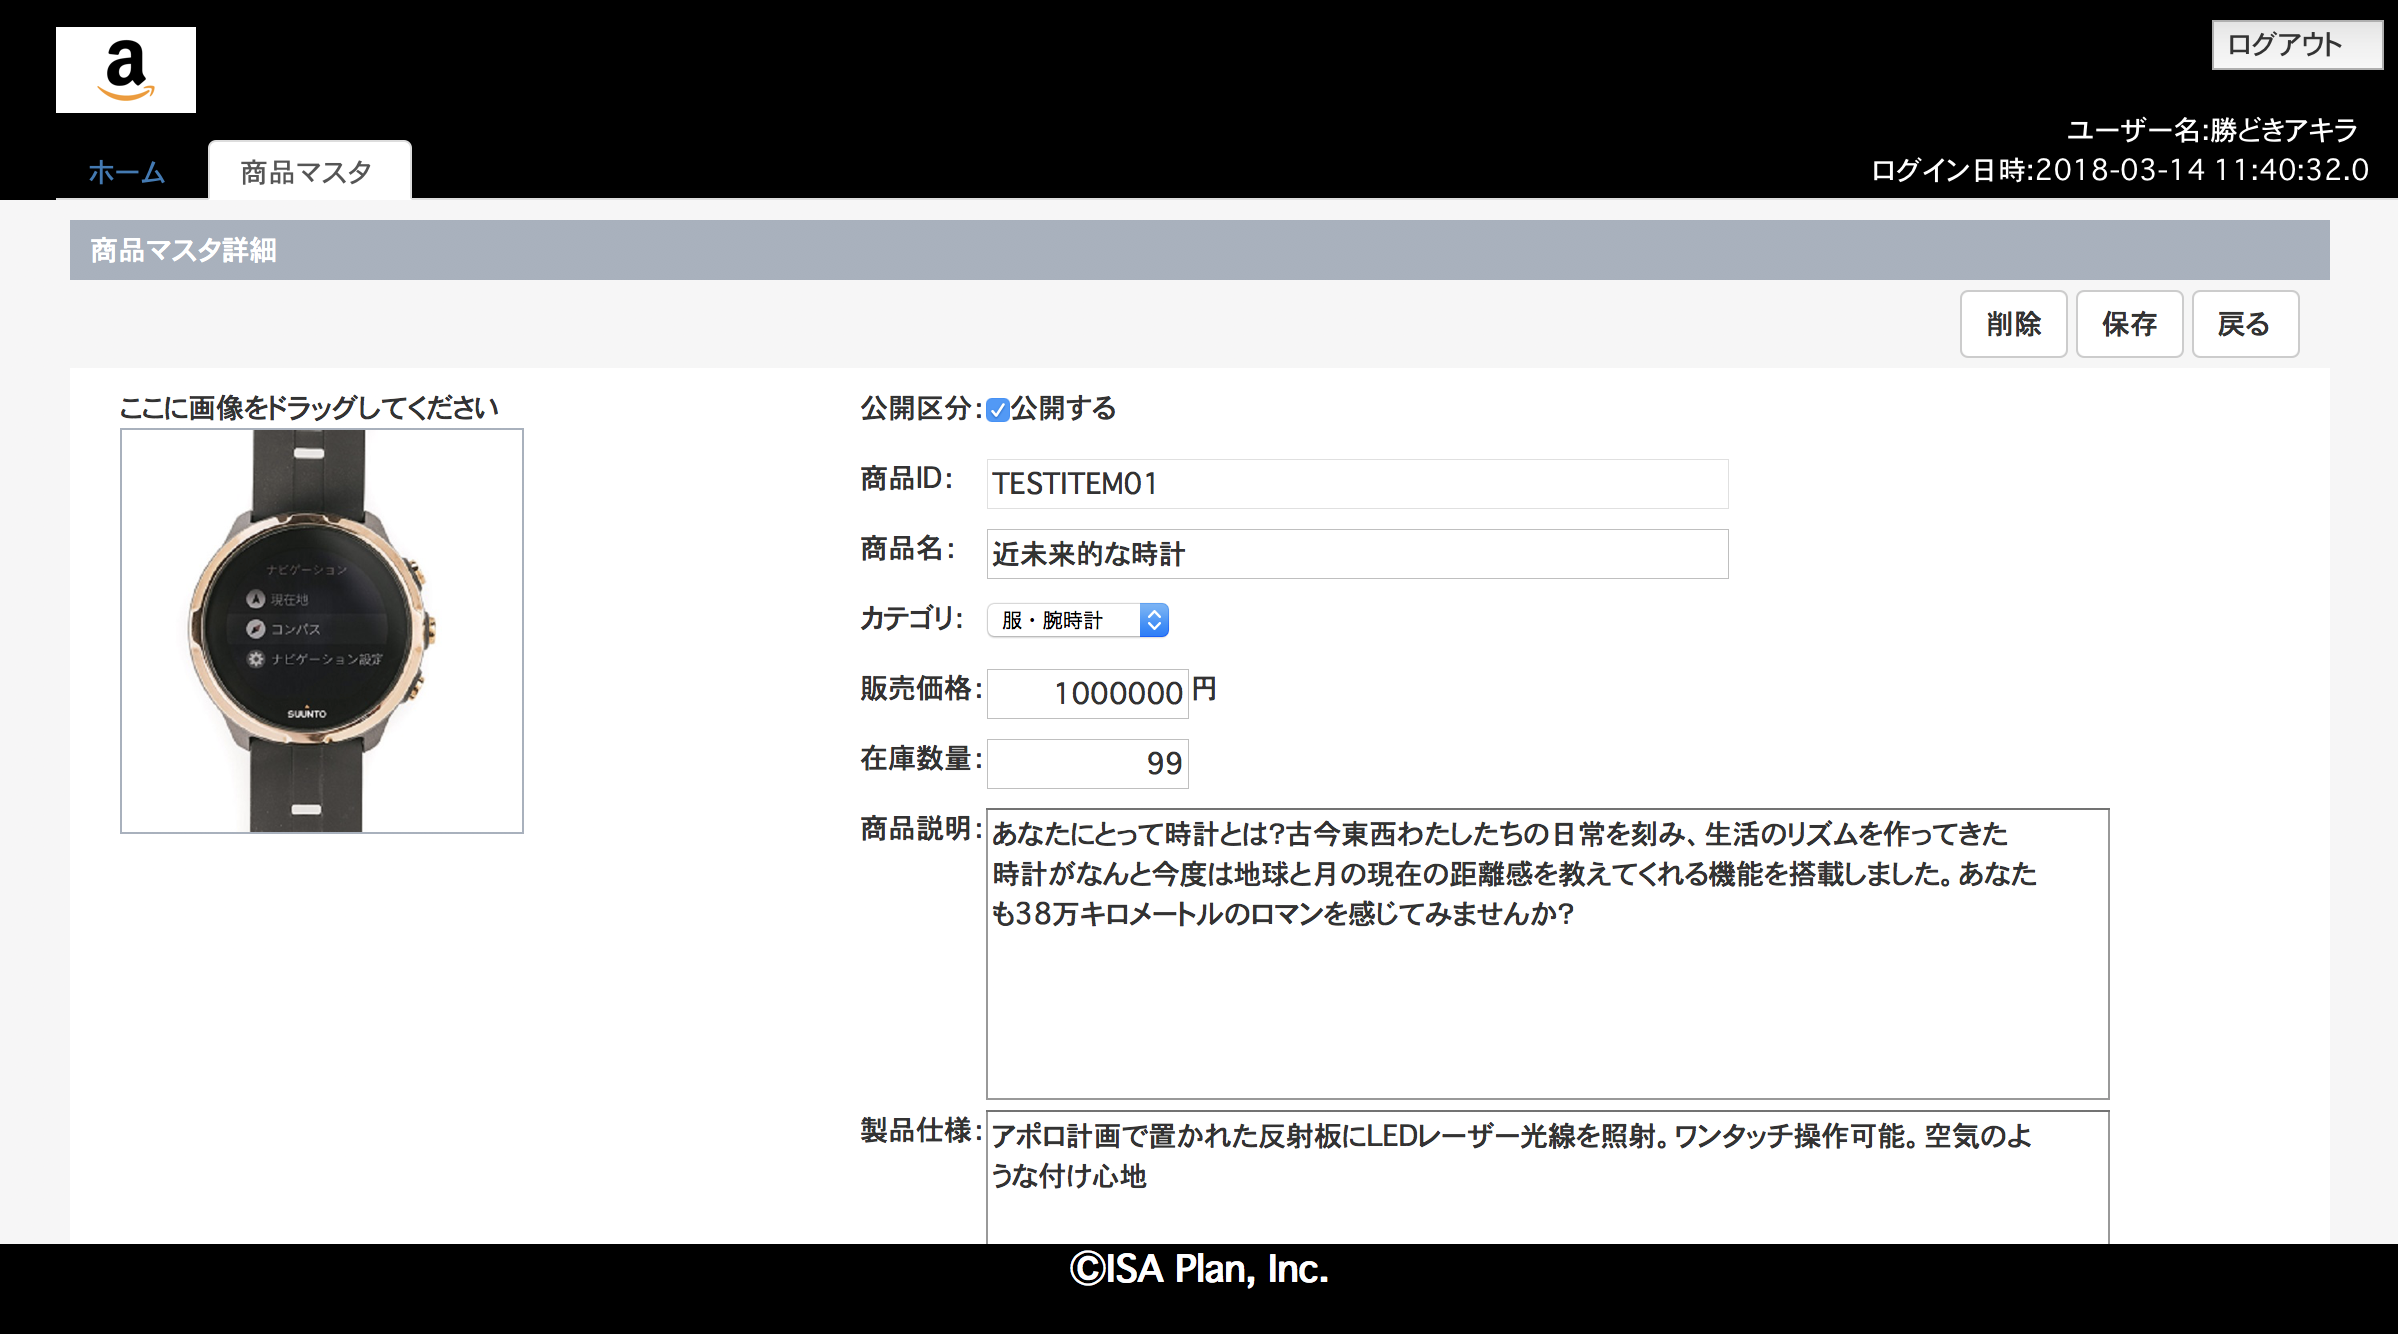 a
ログアウト
ユーザー名:勝どきアキラ
ログイン日時:2018-03-14 11:40:32.0
ホーム
商品マスタ
商品マスタ詳細
削除
保存
戻る
ここに画像をドラッグしてください
ナビゲーション
現在地
コンパス
ナビゲーション設定
SUUNTO
公開区分:公開する
商品ID: TESTITEM01
商品名: 近未来的な時計
カテゴリ: 服・腕時計
販売価格: 1000000 円
在庫数量: 99
商品説明: あなたにとって時計とは?古今東西わたしたちの日常を刻み、生活のリズムを作ってきた
時計がなんと今度は地球と月の現在の距離感を教えてくれる機能を搭載しました。あなた
も38万キロメートルのロマンを感じてみませんか?
製品仕様: アポロ計画で置かれた反射板にLEDレーザー光線を照射。ワンタッチ操作可能。空気のよ
うな付け心地
©ISA Plan, Inc.